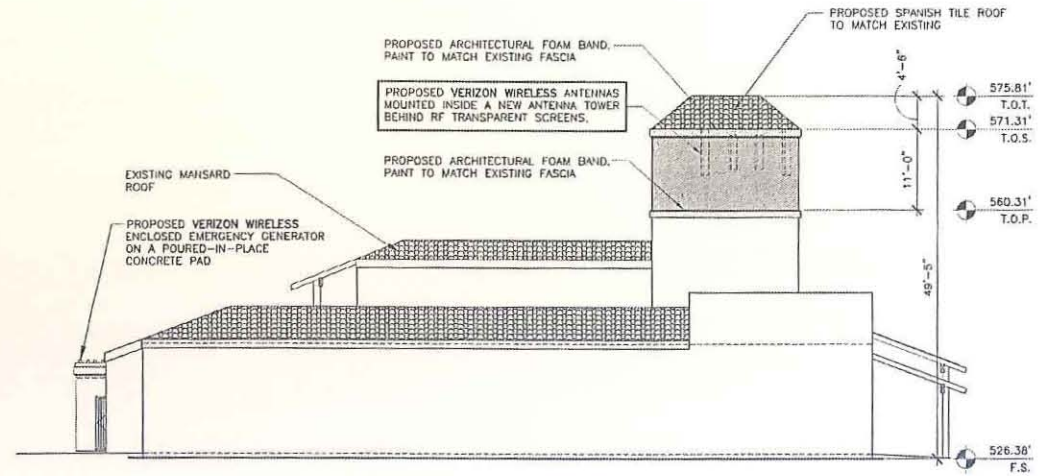 PROPOSED SPANISH TILE ROOF
TO MATCH EXISTING
PROPOSED ARCHITECTURAL FOAM BAND,
PAINT TO MATCH EXISTING FASCIA
PROPOSED VERIZON WIRELESS ANTENNAS
MOUNTED INSIDE A NEW ANTENNA TOWER
BEHIND RF TRANSPARENT SCREENS.
PROPOSED ARCHITECTURAL FOAM BAND,
PAINT TO MATCH EXISTING FASCIA
EXISTING MANSARD
ROOF
PROPOSED VERIZON WIRELESS
ENCLOSED EMERGENCY GENERATOR
ON A POURED-IN-PLACE
CONCRETE PAD
4'-6"
11'-0"
49'-5"
575.81'
T.O.T.
571.31'
T.O.S.
560.31'
T.O.P.
526.38'
F.S.